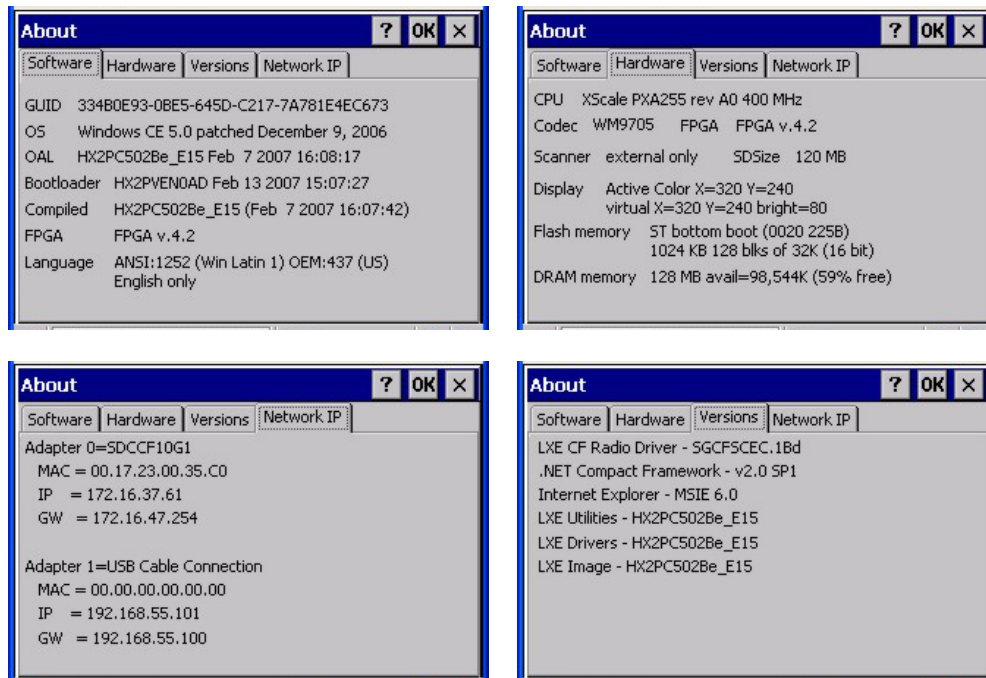 About ? OK ×
Software Hardware Versions Network IP
GUID 334B0E93-0BE5-645D-C217-7A781E4EC673
OS Windows CE 5.0 patched December 9, 2006
OAL HX2PC502Be_E15 Feb 7 2007 16:08:17
Bootloader HX2PVEN0AD Feb 13 2007 15:07:27
Compiled HX2PC502Be_E15 (Feb 7 2007 16:07:42)
FPGA FPGA v.4.2
Language ANSI:1252 (Win Latin 1) OEM:437 (US)
English only
About ? OK ×
Software Hardware Versions Network IP
CPU XScale PXA255 rev A0 400 MHz
Codec WM9705 FPGA FPGA v.4.2
Scanner external only SDSize 120 MB
Display Active Color X=320 Y=240
virtual X=320 Y=240 bright=80
Flash memory ST bottom boot (0020 225B)
1024 KB 128 blks of 32K (16 bit)
DRAM memory 128 MB avail=98,544K (59% free)
About ? OK ×
Software Hardware Versions Network IP
Adapter 0=SDCCF10G1
MAC = 00.17.23.00.35.C0
IP = 172.16.37.61
GW = 172.16.47.254
Adapter 1=USB Cable Connection
MAC = 00.00.00.00.00.00
IP = 192.168.55.101
GW = 192.168.55.100
About ? OK ×
Software Hardware Versions Network IP
LXE CF Radio Driver - SGCFSCEC.1Bd
.NET Compact Framework - v2.0 SP1
Internet Explorer - MSIE 6.0
LXE Utilities - HX2PC502Be_E15
LXE Drivers - HX2PC502Be_E15
LXE Image - HX2PC502Be_E15